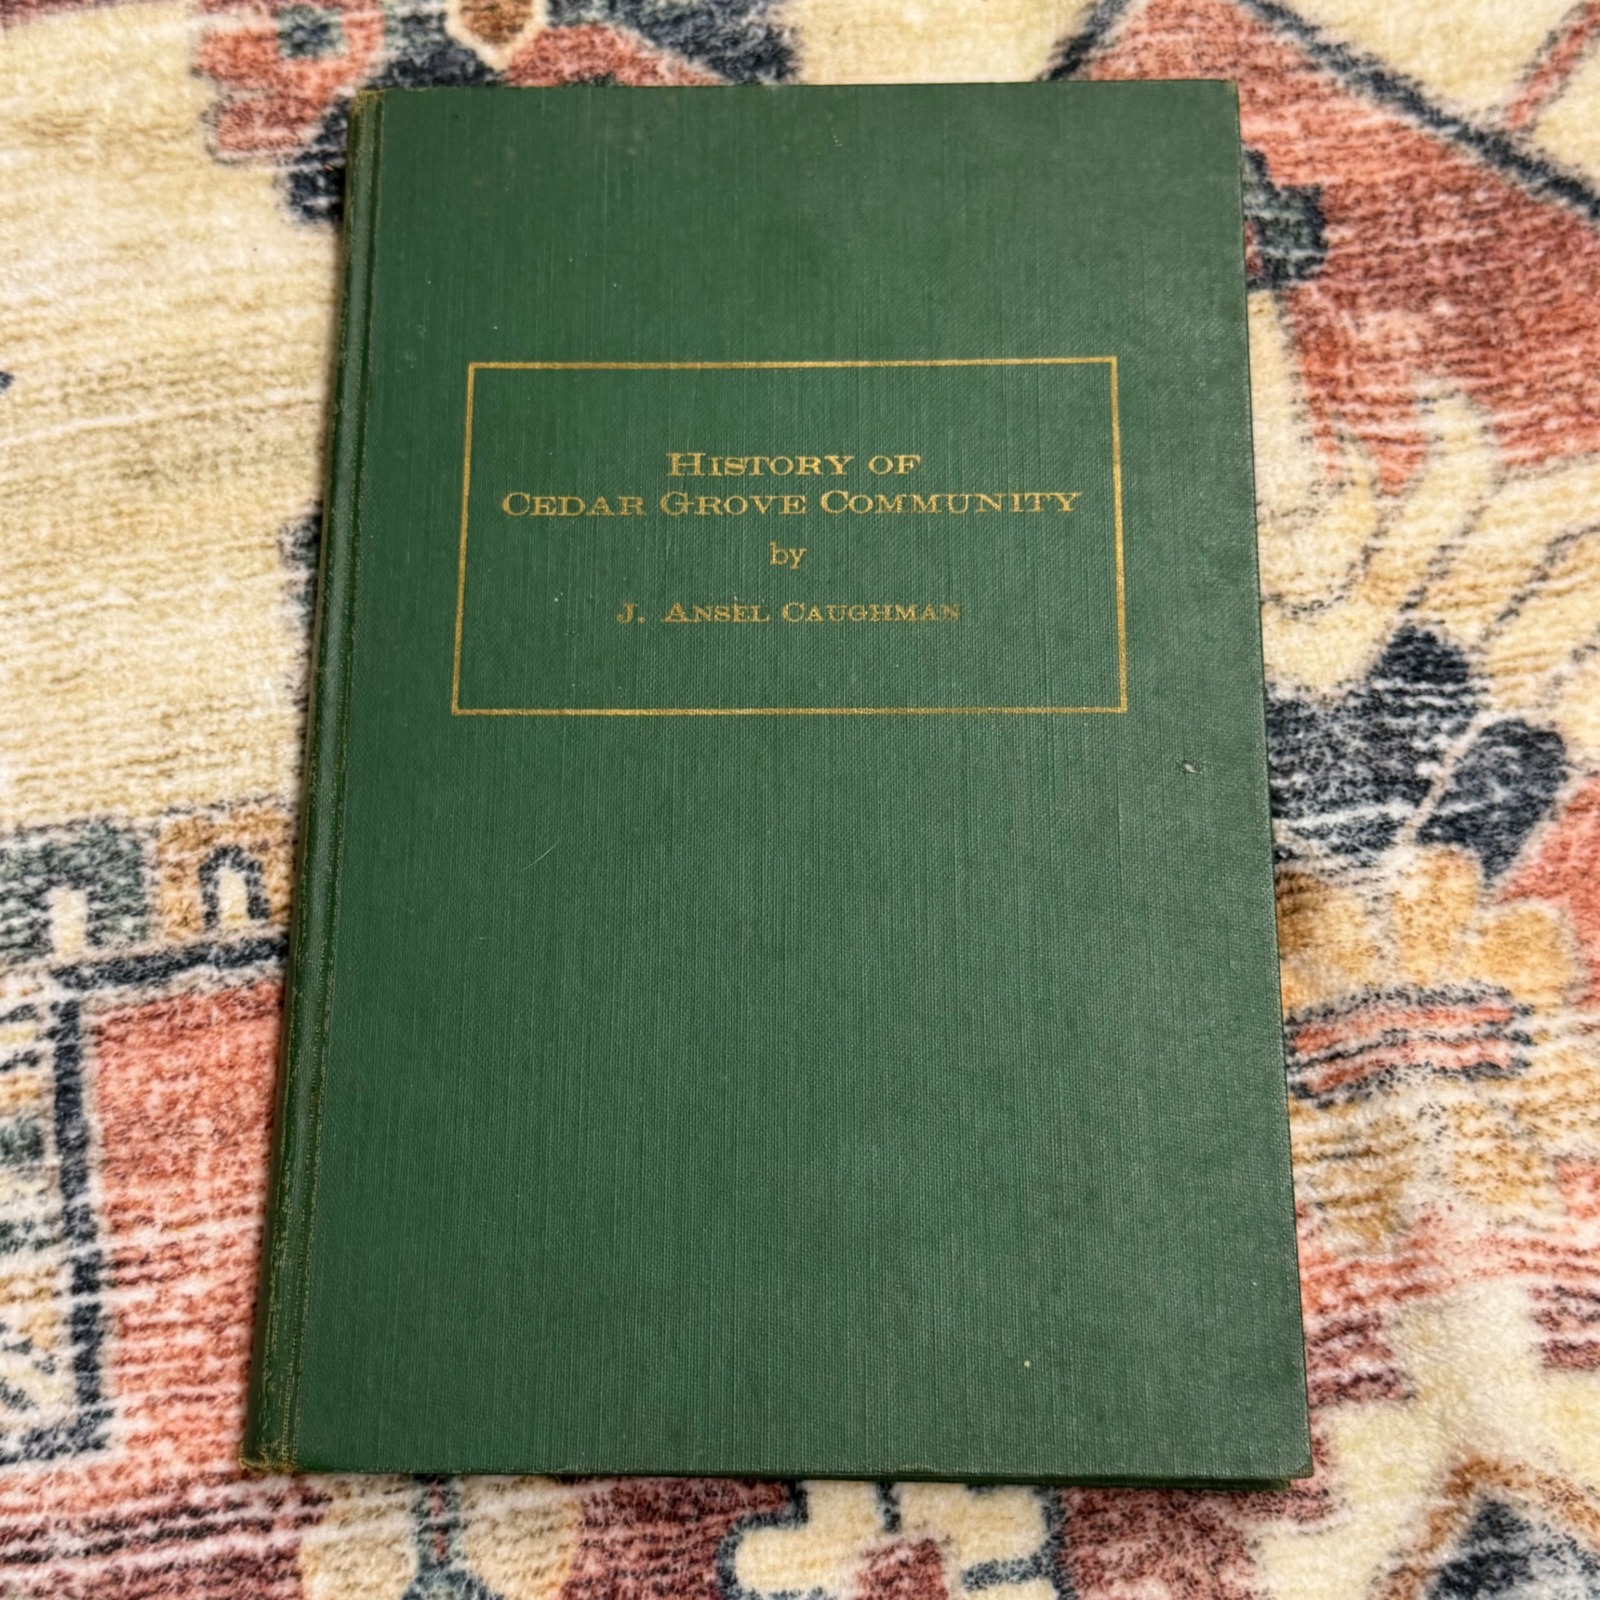 HISTORY OF
CEDAR GROVE COMMUNITY
by
J. ANSEL CAUGHMAN